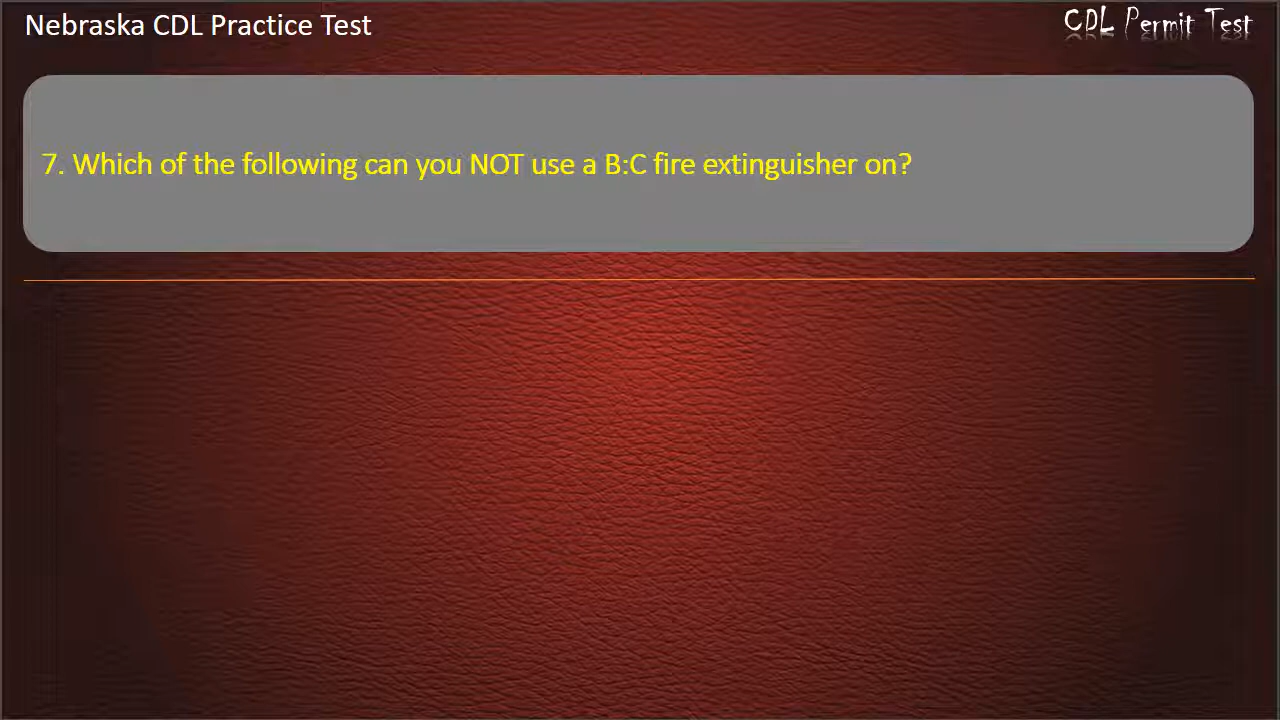 Nebraska CDL Practice Test
CDL Permit Test
7. Which of the following can you NOT use a B:C fire extinguisher on?